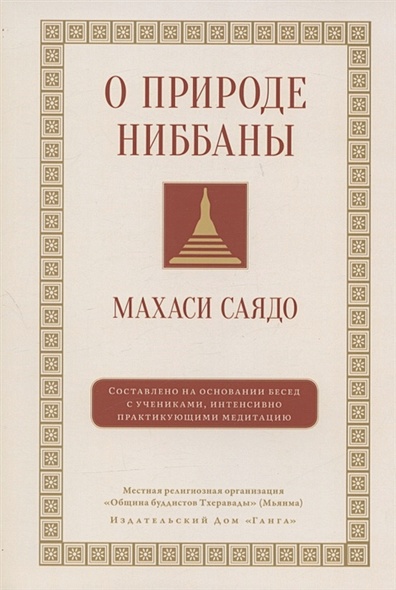 О ПРИРОДЕ
НИББАНЫ
МАХАСИ САЯДО
СОСТАВЛЕНО НА ОСНОВАНИИ БЕСЕД
С УЧЕНИКАМИ, ИНТЕНСИВНО
ПРАКТИКУЮЩИМИ МЕДИТАЦИЮ
Местная религиозная организация
«Община буддистов Тхеравады» (Мьянма)
ИЗДАТЕЛЬСКИЙ ДОМ «ГАНГА»